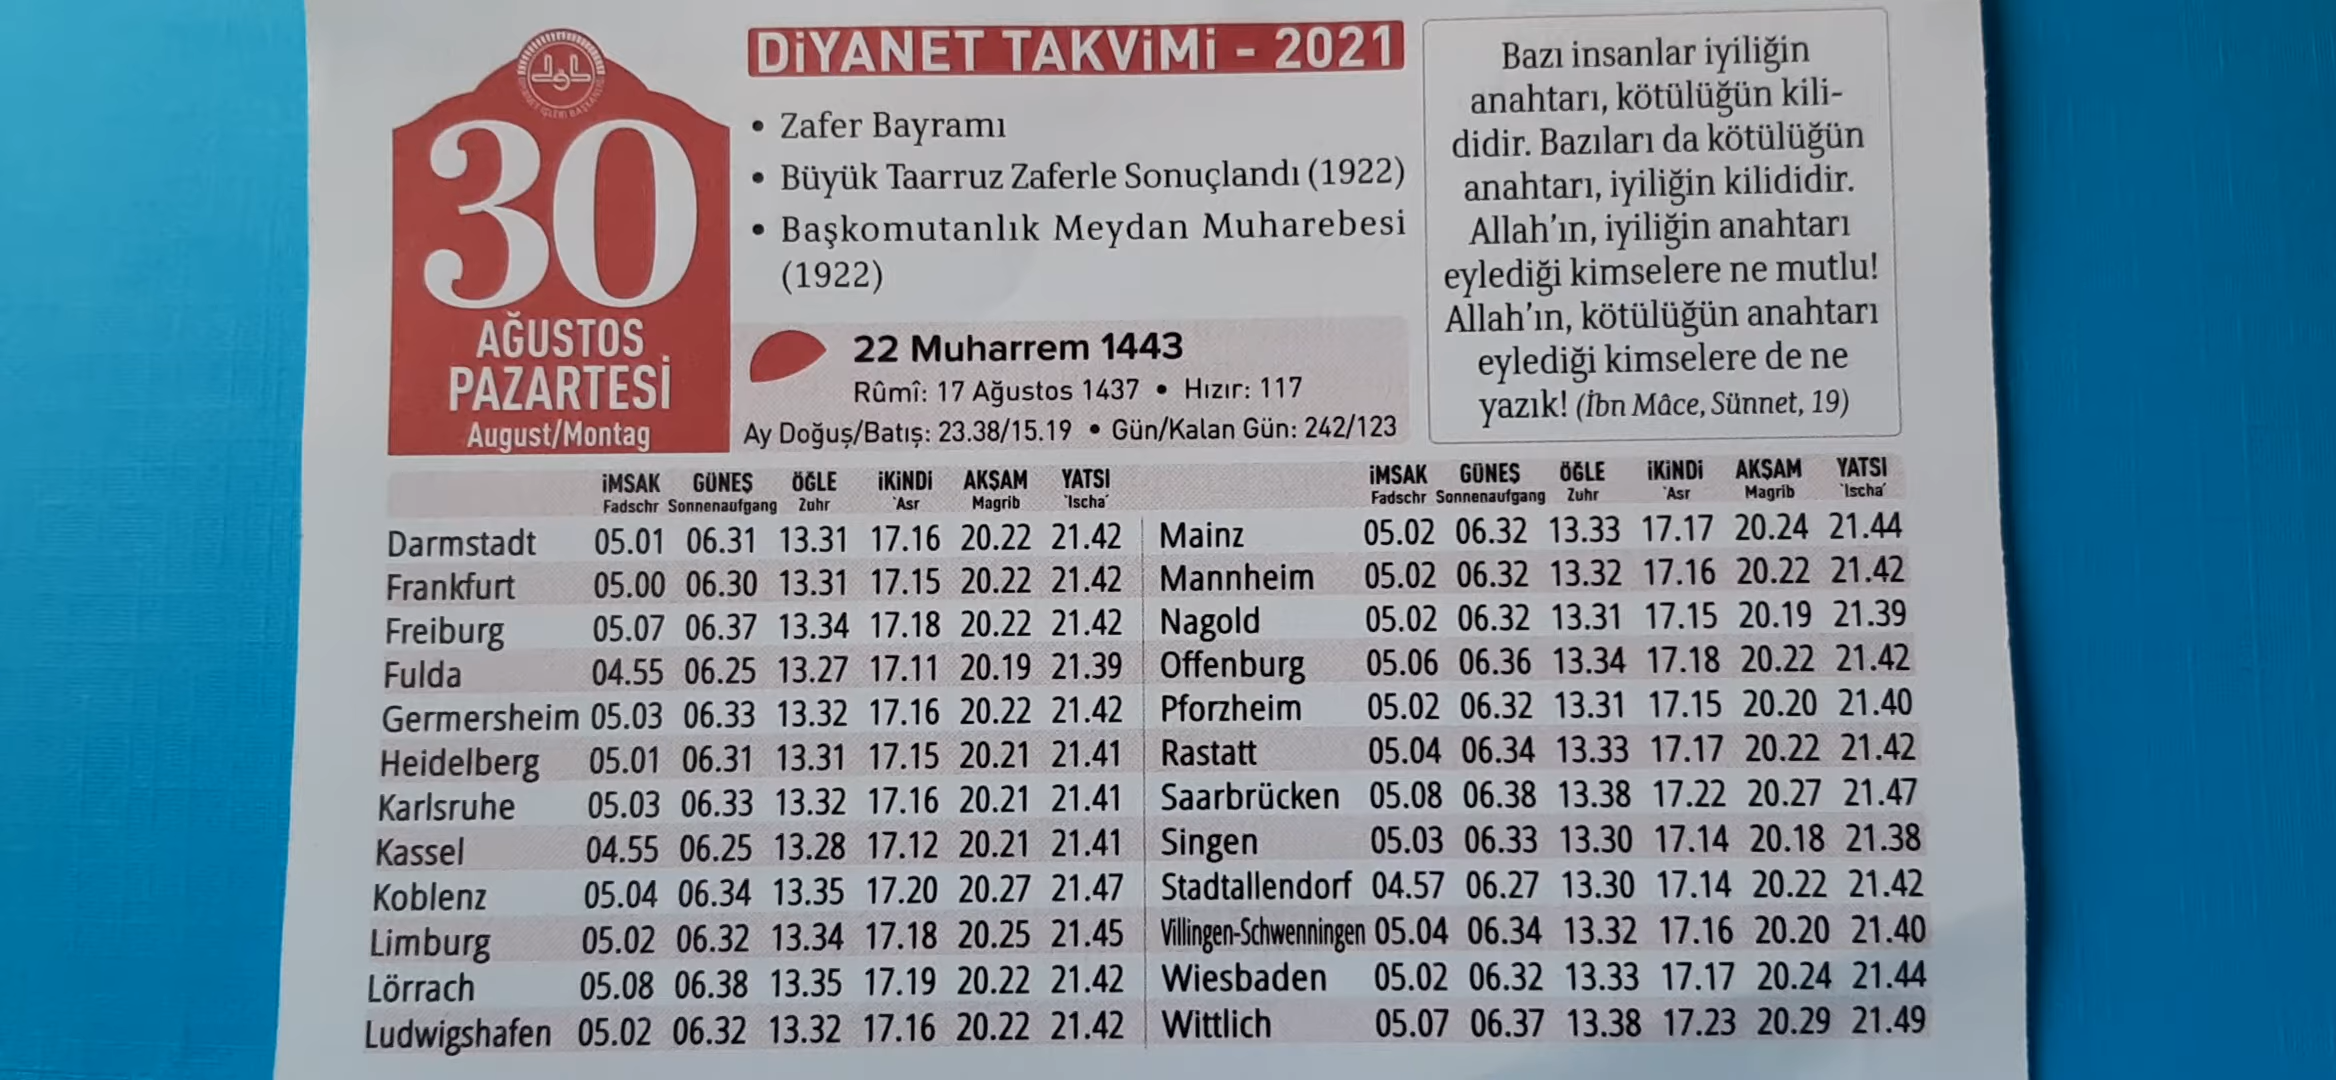 30
AĞUSTOS
PAZARTESİ
August/Montag
DİYANET TAKVİMİ - 2021
• Zafer Bayramı
• Büyük Taarruz Zaferle Sonuçlandı (1922)
• Başkomutanlık Meydan Muharebesi
(1922)
22 Muharrem 1443
Rûmî: 17 Ağustos 1437 • Hızır: 117
Ay Doğuş/Batış: 23.38/15.19 • Gün/Kalan Gün: 242/123
Bazı insanlar iyiliğin
anahtarı, kötülüğün kili-
didir. Bazıları da kötülüğün
anahtarı, iyiliğin kilididir.
Allah'ın, iyiliğin anahtarı
eylediği kimselere ne mutlu!
Allah'ın, kötülüğün anahtarı
eylediği kimselere de ne
yazık! (İbn Mâce, Sünnet, 19)
İMSAK GÜNEŞ ÖĞLE İKİNDİ AKŞAM YATSI
Fadschr Sonnenaufgang Zuhr 'Asr Magrib 'Ischa'
Darmstadt 05.01 06.31 13.31 17.16 20.22 21.42
Frankfurt 05.00 06.30 13.31 17.15 20.22 21.42
Freiburg 05.07 06.37 13.34 17.18 20.22 21.42
Fulda 04.55 06.25 13.27 17.11 20.19 21.39
Germersheim 05.03 06.33 13.32 17.16 20.22 21.42
Heidelberg 05.01 06.31 13.31 17.15 20.21 21.41
Karlsruhe 05.03 06.33 13.32 17.16 20.21 21.41
Kassel 04.55 06.25 13.28 17.12 20.21 21.41
Koblenz 05.04 06.34 13.35 17.20 20.27 21.47
Limburg 05.02 06.32 13.34 17.18 20.25 21.45
Lörrach 05.08 06.38 13.35 17.19 20.22 21.42
Ludwigshafen 05.02 06.32 13.32 17.16 20.22 21.42
İMSAK GÜNEŞ ÖĞLE İKİNDİ AKŞAM YATSI
Fadschr Sonnenaufgang Zuhr 'Asr Magrib 'Ischa'
Mainz 05.02 06.32 13.33 17.17 20.24 21.44
Mannheim 05.02 06.32 13.32 17.16 20.22 21.42
Nagold 05.02 06.32 13.31 17.15 20.19 21.39
Offenburg 05.06 06.36 13.34 17.18 20.22 21.42
Pforzheim 05.02 06.32 13.31 17.15 20.20 21.40
Rastatt 05.04 06.34 13.33 17.17 20.22 21.42
Saarbrücken 05.08 06.38 13.38 17.22 20.27 21.47
Singen 05.03 06.33 13.30 17.14 20.18 21.38
Stadtallendorf 04.57 06.27 13.30 17.14 20.22 21.42
Villingen-Schwenningen 05.04 06.34 13.32 17.16 20.20 21.40
Wiesbaden 05.02 06.32 13.33 17.17 20.24 21.44
Wittlich 05.07 06.37 13.38 17.23 20.29 21.49